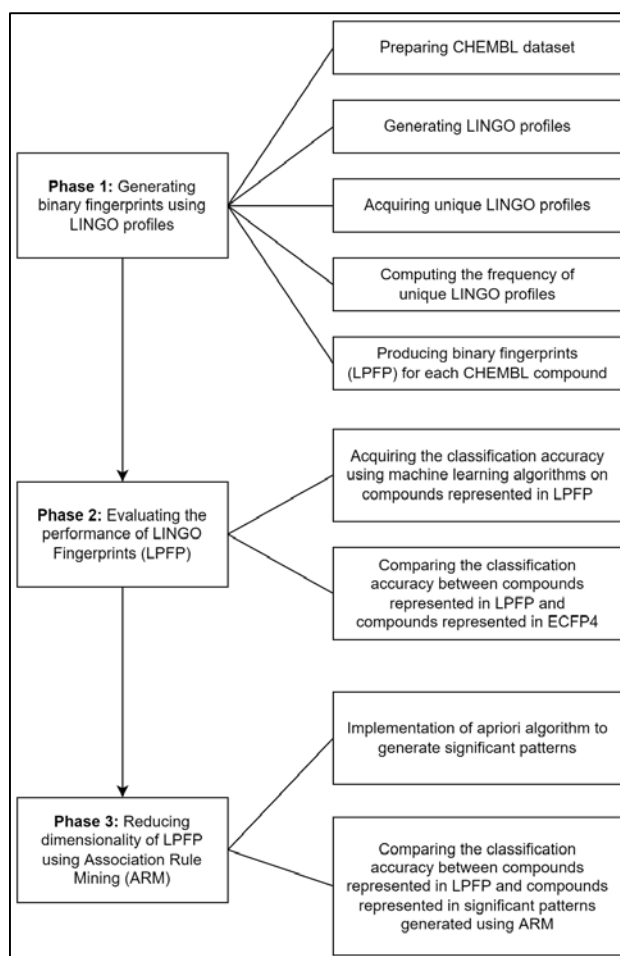 Preparing CHEMBL dataset
Generating LINGO profiles
Phase 1: Generating
binary fingerprints using
LINGO profiles
Acquiring unique LINGO profiles
Computing the frequency of
unique LINGO profiles
Producing binary fingerprints
(LPFP) for each CHEMBL compound
Acquiring the classification accuracy
using machine learning algorithms on
compounds represented in LPFP
Phase 2: Evaluating the
performance of LINGO
Fingerprints (LPFP)
Comparing the classification
accuracy between compounds
represented in LPFP and
compounds represented in ECFP4
Implementation of apriori algorithm to
generate significant patterns
Phase 3: Reducing
dimensionality of LPFP
using Association Rule
Mining (ARM)
Comparing the classification
accuracy between compounds
represented in LPFP and compounds
represented in significant patterns
generated using ARM